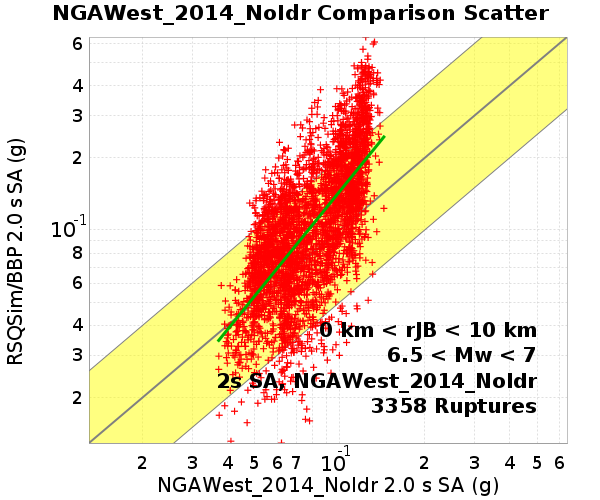 NGAWest_2014_NoIdr Comparison Scatter
6
4
3
2
10⁻¹
8
6
4
3
2
RSQSim/BBP 2.0 s SA (g)
0 km < rJB < 10 km
6.5 < Mw < 7
2s SA, NGAWest_2014_NoIdr
3358 Ruptures
2 3 4 5 6 7 10⁻¹ 2 3 4 5 6
NGAWest_2014_NoIdr 2.0 s SA (g)